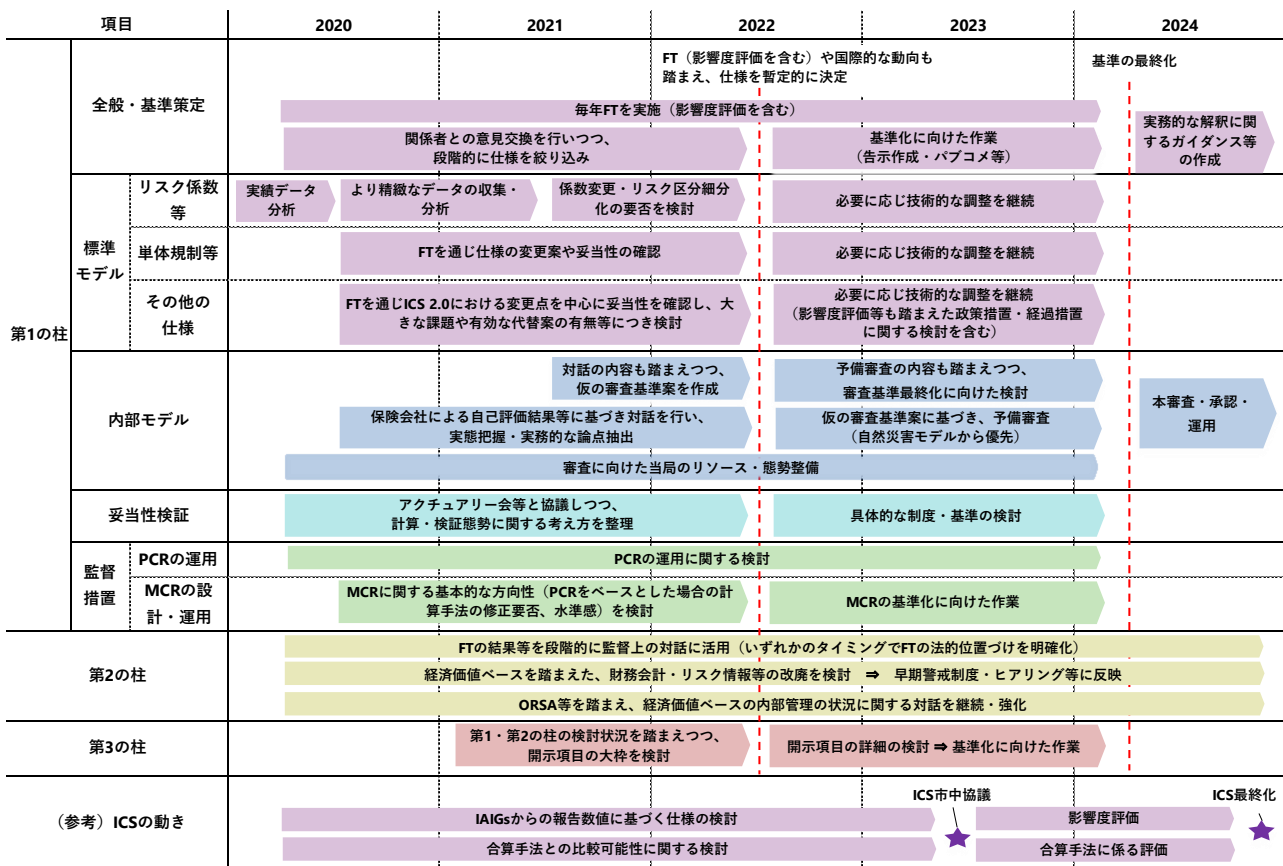 項目
2020
2021
2022
2023
2024
第1の柱
全般・基準策定
FT（影響度評価を含む）や国際的な動向も
踏まえ、仕様を暫定的に決定
基準の最終化
毎年FTを実施（影響度評価を含む）
関係者との意見交換を行いつつ、
段階的に仕様を絞り込み
基準化に向けた作業
（告示作成・パブコメ等）
実務的な解釈に関
するガイダンス等
の作成
標準
モデル
リスク係数
等
実績データ
分析
より精緻なデータの収集・
分析
係数変更・リスク区分細分
化の要否を検討
必要に応じ技術的な調整を継続
単体規制等
FTを通じ仕様の変更案や妥当性の確認
必要に応じ技術的な調整を継続
その他の
仕様
FTを通じICS 2.0における変更点を中心に妥当性を確認し、大
きな課題や有効な代替案の有無等につき検討
必要に応じ技術的な調整を継続
（影響度評価等も踏まえた政策措置・経過措置
に関する検討を含む）
内部モデル
対話の内容も踏まえつつ、
仮の審査基準案を作成
予備審査の内容も踏まえつつ、
審査基準最終化に向けた検討
保険会社による自己評価結果等に基づき対話を行い、
実態把握・実務的な論点抽出
仮の審査基準案に基づき、予備審査
（自然災害モデルから優先）
本審査・承認・
運用
審査に向けた当局のリソース・態勢整備
妥当性検証
アクチュアリー会等と協議しつつ、
計算・検証態勢に関する考え方を整理
具体的な制度・基準の検討
監督
措置
PCRの運用
PCRの運用に関する検討
MCRの設
計・運用
MCRに関する基本的な方向性（PCRをベースとした場合の計
算手法の修正要否、水準感）を検討
MCRの基準化に向けた作業
第2の柱
FTの結果等を段階的に監督上の対話に活用（いずれかのタイミングでFTの法的位置づけを明確化）
経済価値ベースを踏まえた、財務会計・リスク情報等の改廃を検討 ⇒ 早期警戒制度・ヒアリング等に反映
ORSA等を踏まえ、経済価値ベースの内部管理の状況に関する対話を継続・強化
第3の柱
第1・第2の柱の検討状況を踏まえつつ、
開示項目の大枠を検討
開示項目の詳細の検討 ⇒ 基準化に向けた作業
（参考）ICSの動き
ICS市中協議
ICS最終化
IAIGsからの報告数値に基づく仕様の検討
影響度評価
合算手法との比較可能性に関する検討
合算手法に係る評価